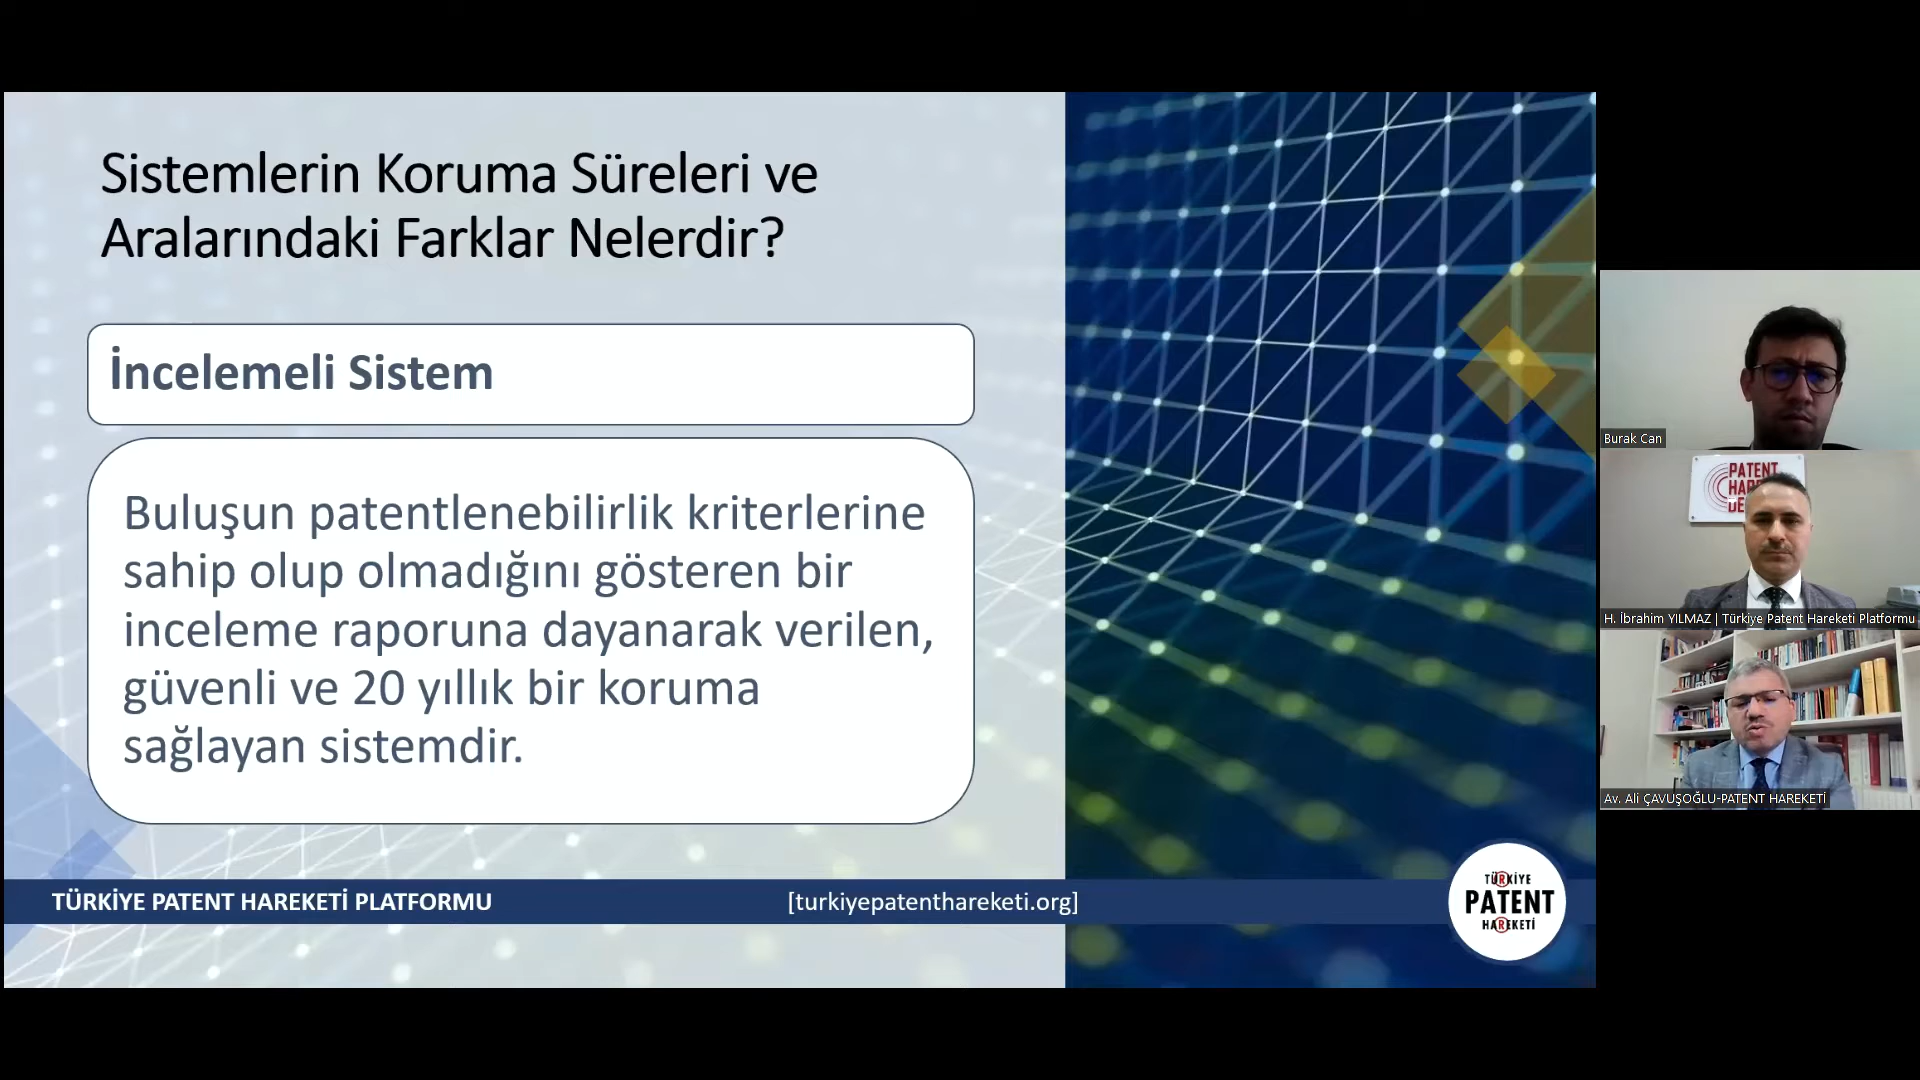 Sistemlerin Koruma Süreleri ve
Aralarındaki Farklar Nelerdir?
İncelemeli Sistem
Buluşun patentlenebilirlik kriterlerine
sahip olup olmadığını gösteren bir
inceleme raporuna dayanarak verilen,
güvenli ve 20 yıllık bir koruma
sağlayan sistemdir.
TÜRKİYE PATENT HAREKETİ PLATFORMU
[turkiyepatenthareketi.org]
TÜRKİYE
PATENT
HAREKETİ
Burak Can
PATENT
H. İbrahim YILMAZ | Türkiye Patent Hareketi Platformu
Av. Ali ÇAVUŞOĞLU-PATENT HAREKETİ